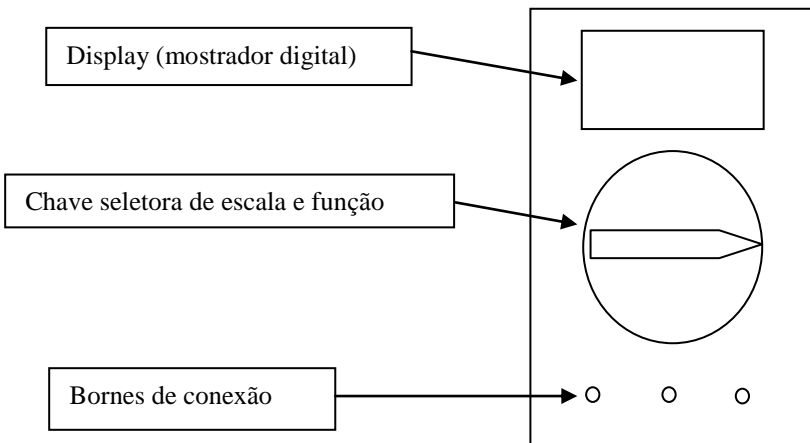 Display (mostrador digital)
Chave seletora de escala e função
Bornes de conexão